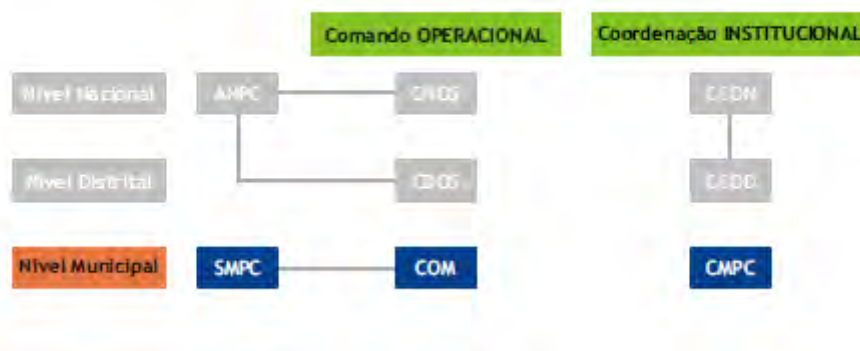 Comando OPERACIONAL
Coordenação INSTITUCIONAL
Nível Nacional
ANPC
CNOS
CCON
Nível Distrital
CDOS
CCOD
Nível Municipal
SMPC
COM
CMPC